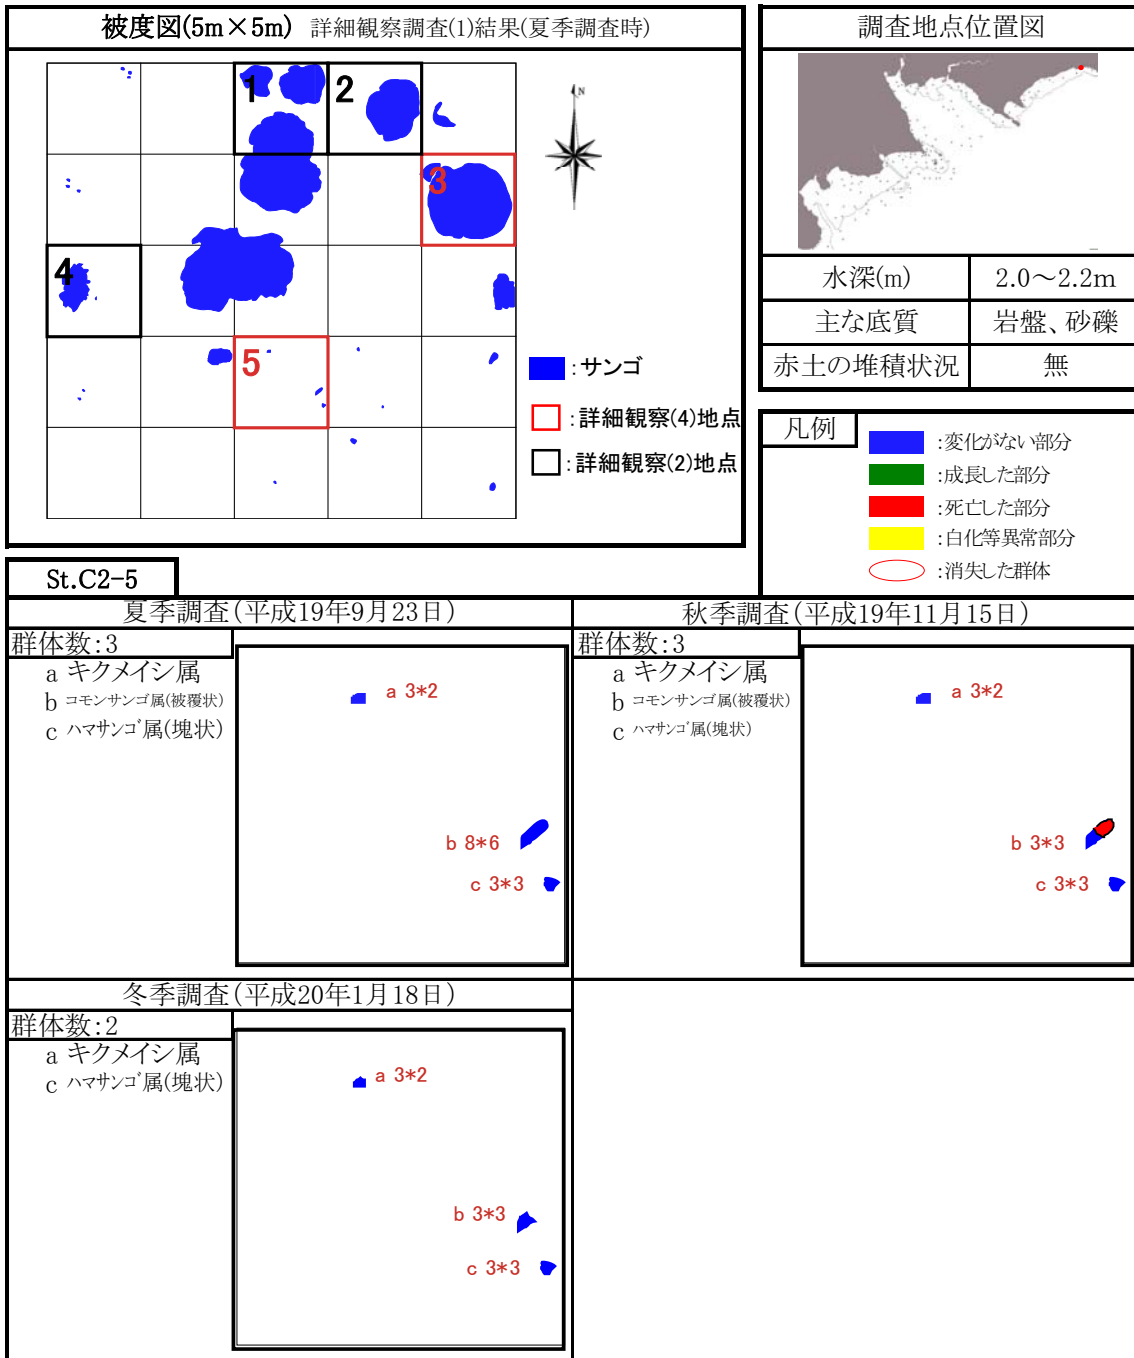 被度図(5m×5m) 詳細観察調査(1)結果(夏季調査時)
1
2
3
4
5
N
:サンゴ
:詳細観察(4)地点
:詳細観察(2)地点
調査地点位置図
水深(m) 2.0～2.2m
主な底質 岩盤、砂礫
赤土の堆積状況 無
凡例
:変化がない部分
:成長した部分
:死亡した部分
:白化等異常部分
:消失した群体
St.C2-5
夏季調査(平成19年9月23日)
群体数:3
a キクメイシ属
b コモンサンゴ属(被覆状)
c ハマサンゴ属(塊状)
a 3*2
b 8*6
c 3*3
秋季調査(平成19年11月15日)
群体数:3
a キクメイシ属
b コモンサンゴ属(被覆状)
c ハマサンゴ属(塊状)
a 3*2
b 3*3
c 3*3
冬季調査(平成20年1月18日)
群体数:2
a キクメイシ属
c ハマサンゴ属(塊状)
a 3*2
b 3*3
c 3*3